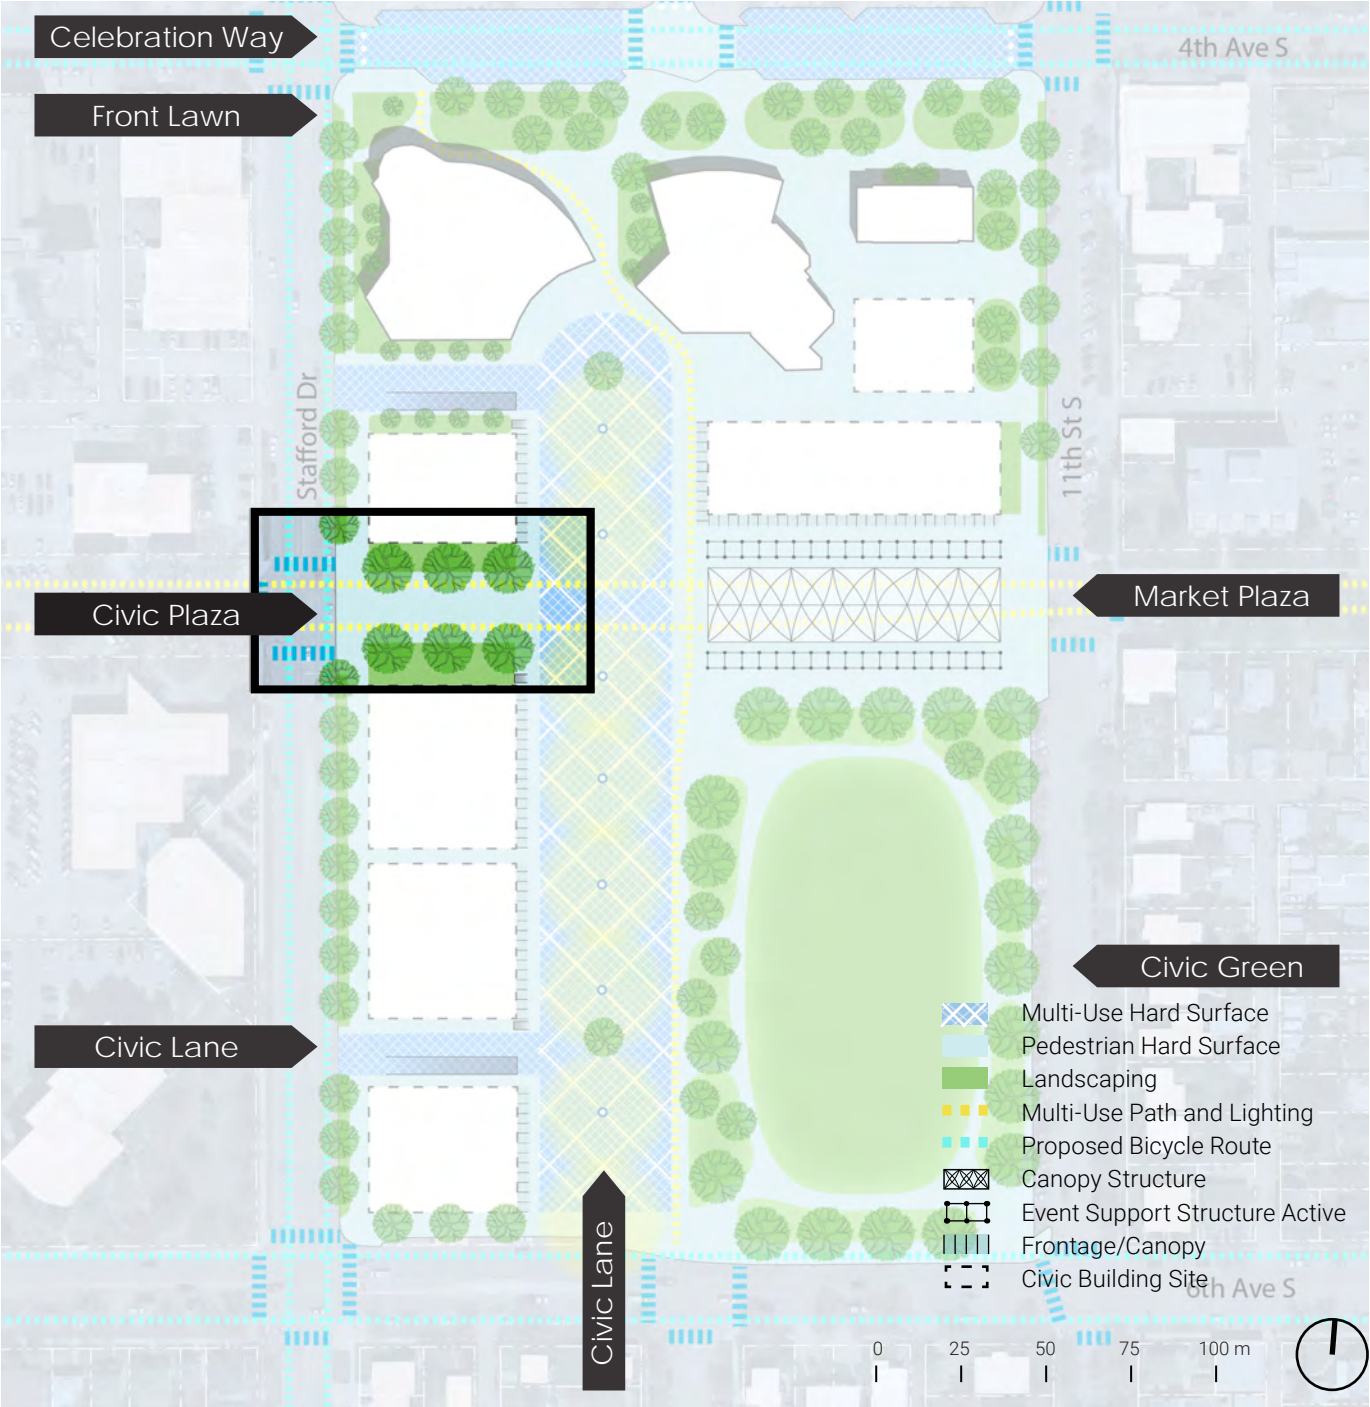 Celebration Way
4th Ave S
Front Lawn
Stafford Dr
11th St S
Civic Plaza
Market Plaza
Civic Green
Civic Lane
Multi-Use Hard Surface
Pedestrian Hard Surface
Landscaping
Multi-Use Path and Lighting
Proposed Bicycle Route
Canopy Structure
Event Support Structure Active
Frontage/Canopy
Civic Building Site
6th Ave S
Civic Lane
0 25 50 75 100 m